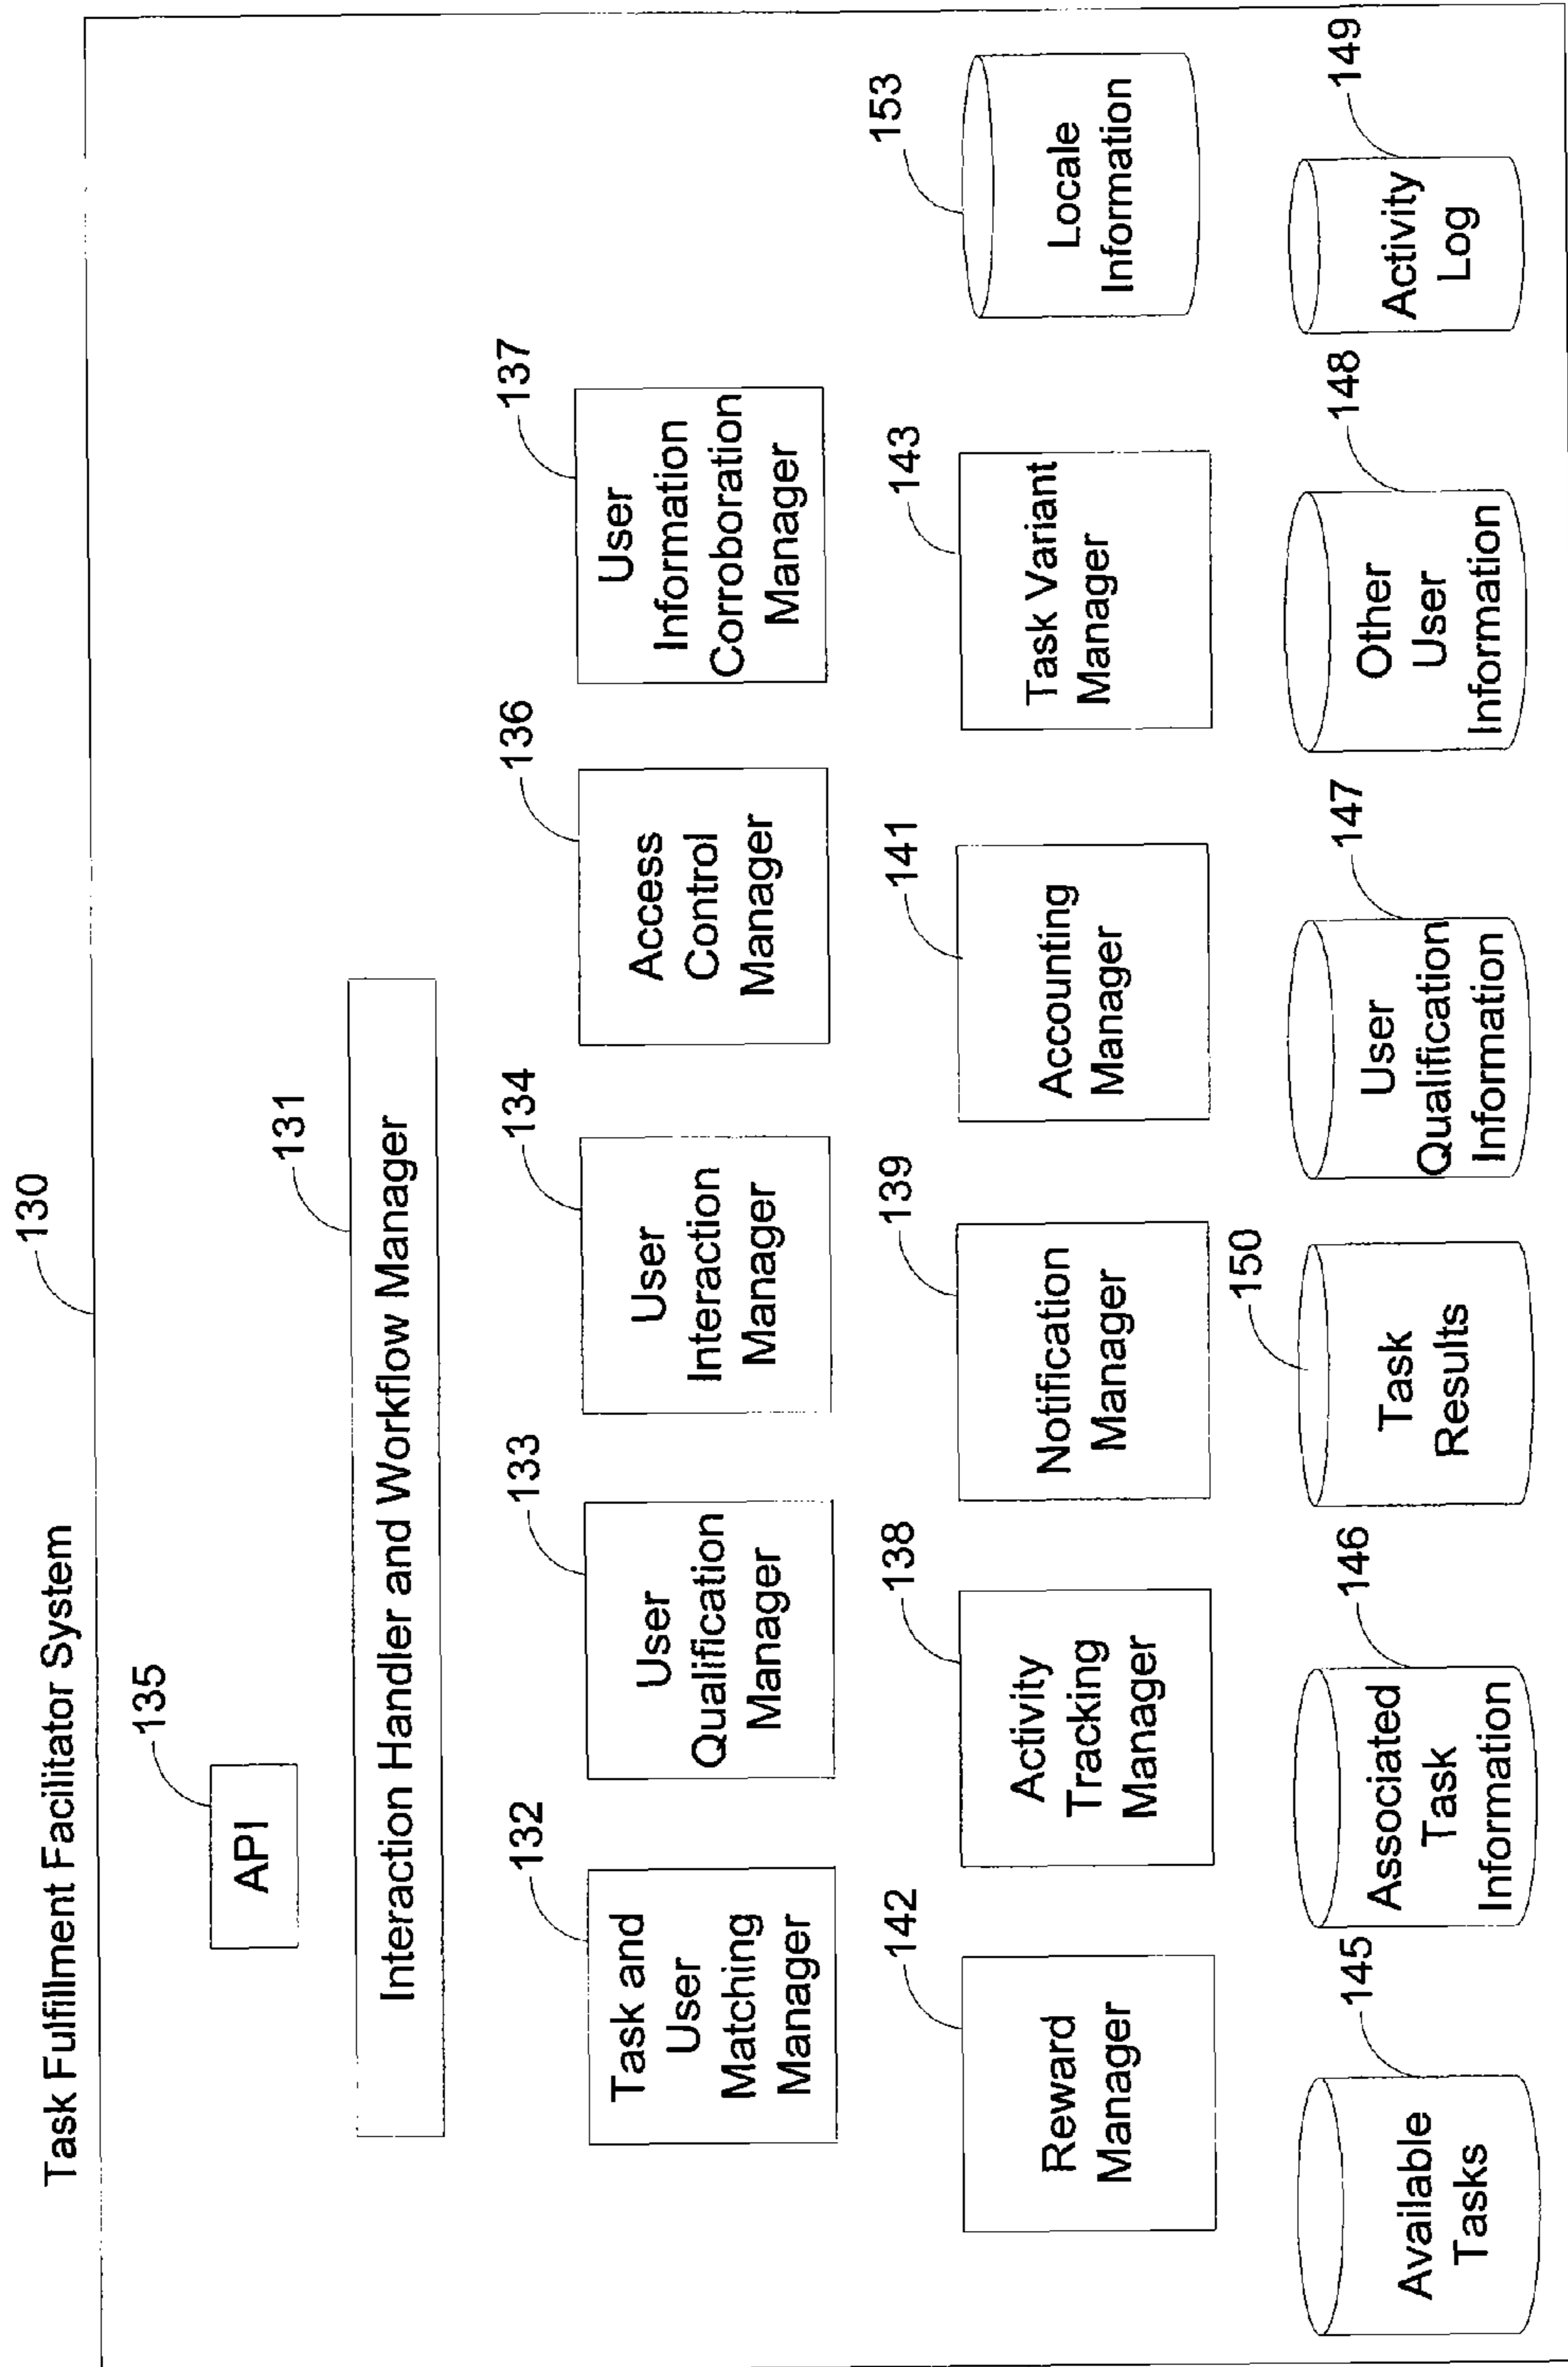 130
Task Fulfillment Facilitator System
135
API
131
Interaction Handler and Workflow Manager
132
Task and
User
Matching
Manager
133
User
Qualification
Manager
134
User
Interaction
Manager
136
Access
Control
Manager
137
User
Information
Corroboration
Manager
142
Reward
Manager
138
Activity
Tracking
Manager
139
Notification
Manager
141
Accounting
Manager
143
Task Variant
Manager
153
Locale
Information
145
Available
Tasks
146
Associated
Task
Information
150
Task
Results
147
User
Qualification
Information
148
Other
User
Information
149
Activity
Log